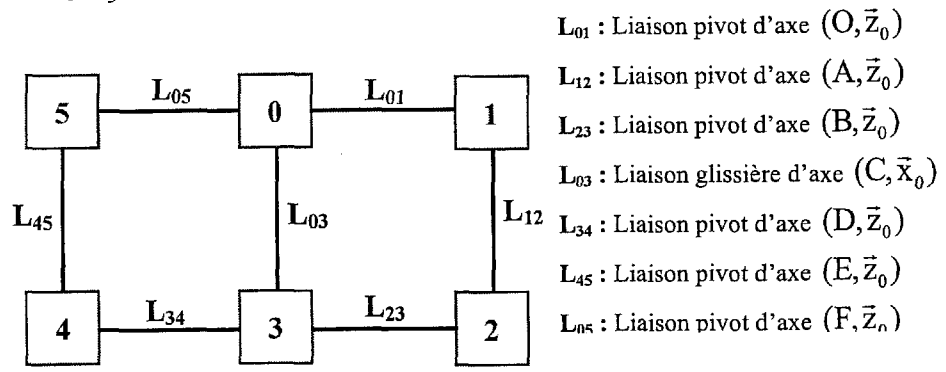 L01 : Liaison pivot d'axe (O, z⃗0)
L12 : Liaison pivot d'axe (A, z⃗0)
L23 : Liaison pivot d'axe (B, z⃗0)
L03 : Liaison glissière d'axe (C, x⃗0)
L34 : Liaison pivot d'axe (D, z⃗0)
L45 : Liaison pivot d'axe (E, z⃗0)
L05 : Liaison pivot d'axe (F, z⃗0)
5 L05 0 L01 1
L45 L03 L12
4 L34 3 L23 2